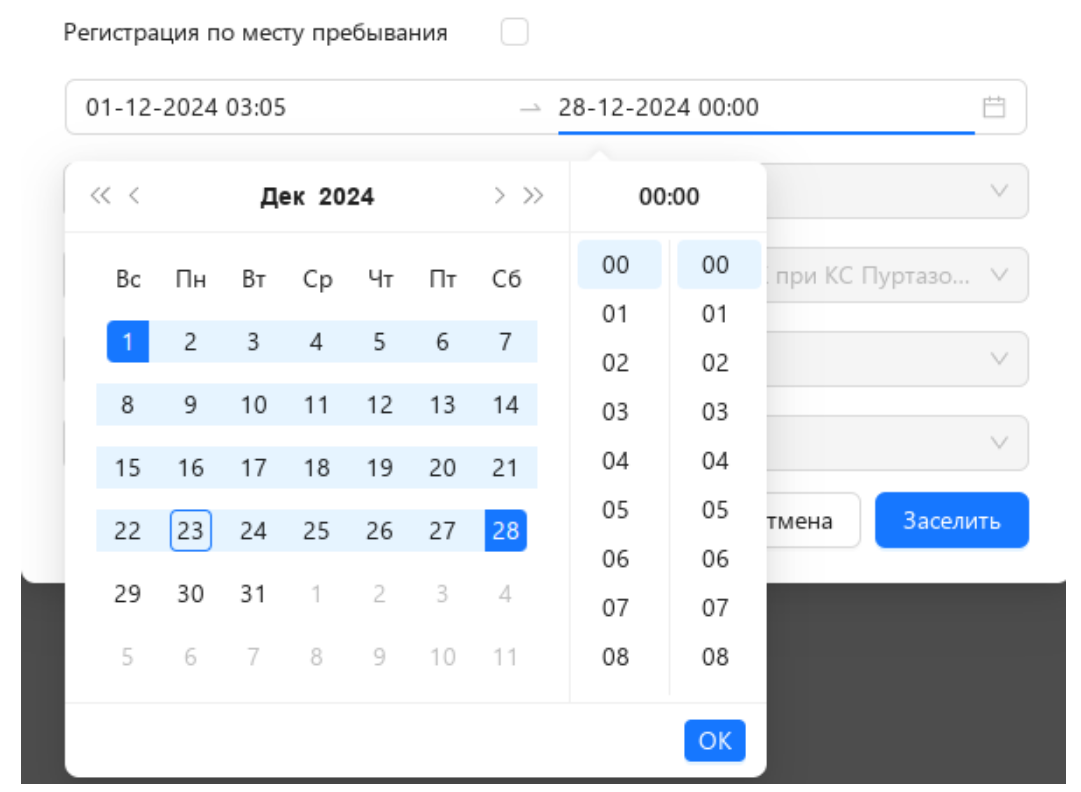 Регистрация по месту пребывания
01-12-2024 03:05 → 28-12-2024 00:00
Дек 2024
00:00
Вс Пн Вт Ср Чт Пт Сб
1 2 3 4 5 6 7
8 9 10 11 12 13 14
15 16 17 18 19 20 21
22 23 24 25 26 27 28
29 30 31 1 2 3 4
5 6 7 8 9 10 11
00 00
01 01
02 02
03 03
04 04
05 05
06 06
07 07
08 08
OK
при КС Пуртазо...
тмена
Заселить